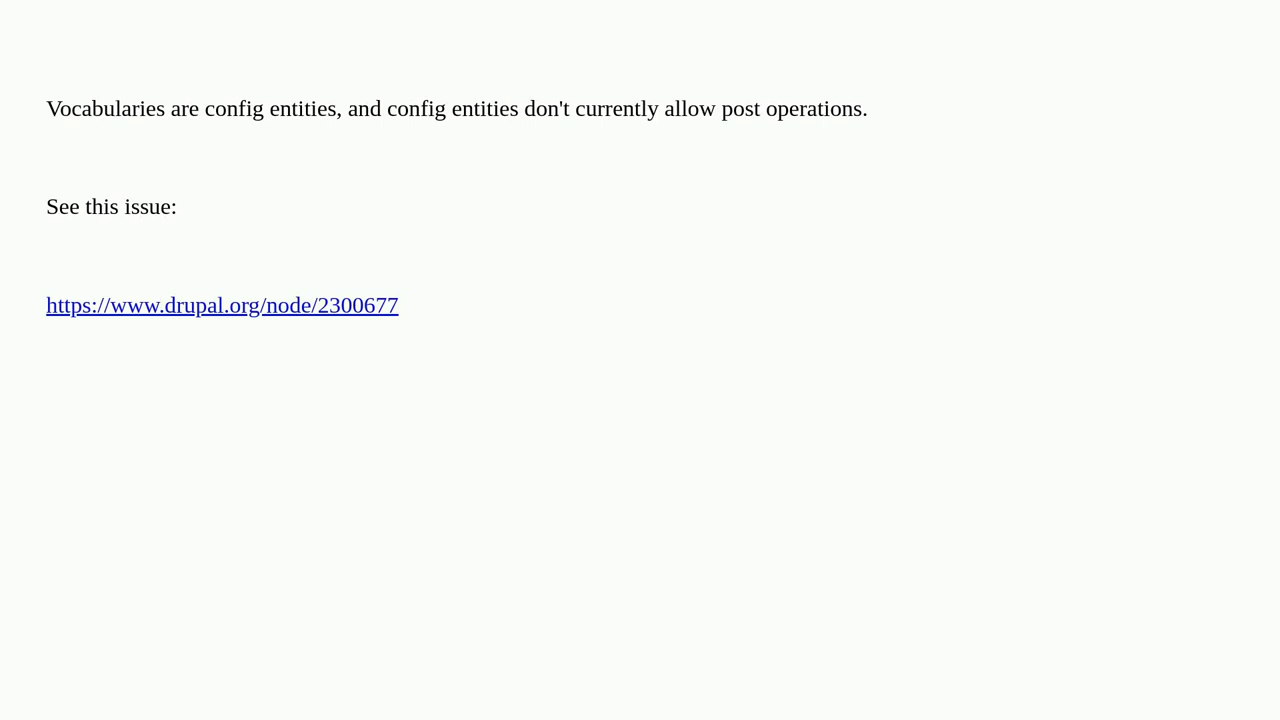 Vocabularies are config entities, and config entities don't currently allow post operations.
See this issue:
https://www.drupal.org/node/2300677